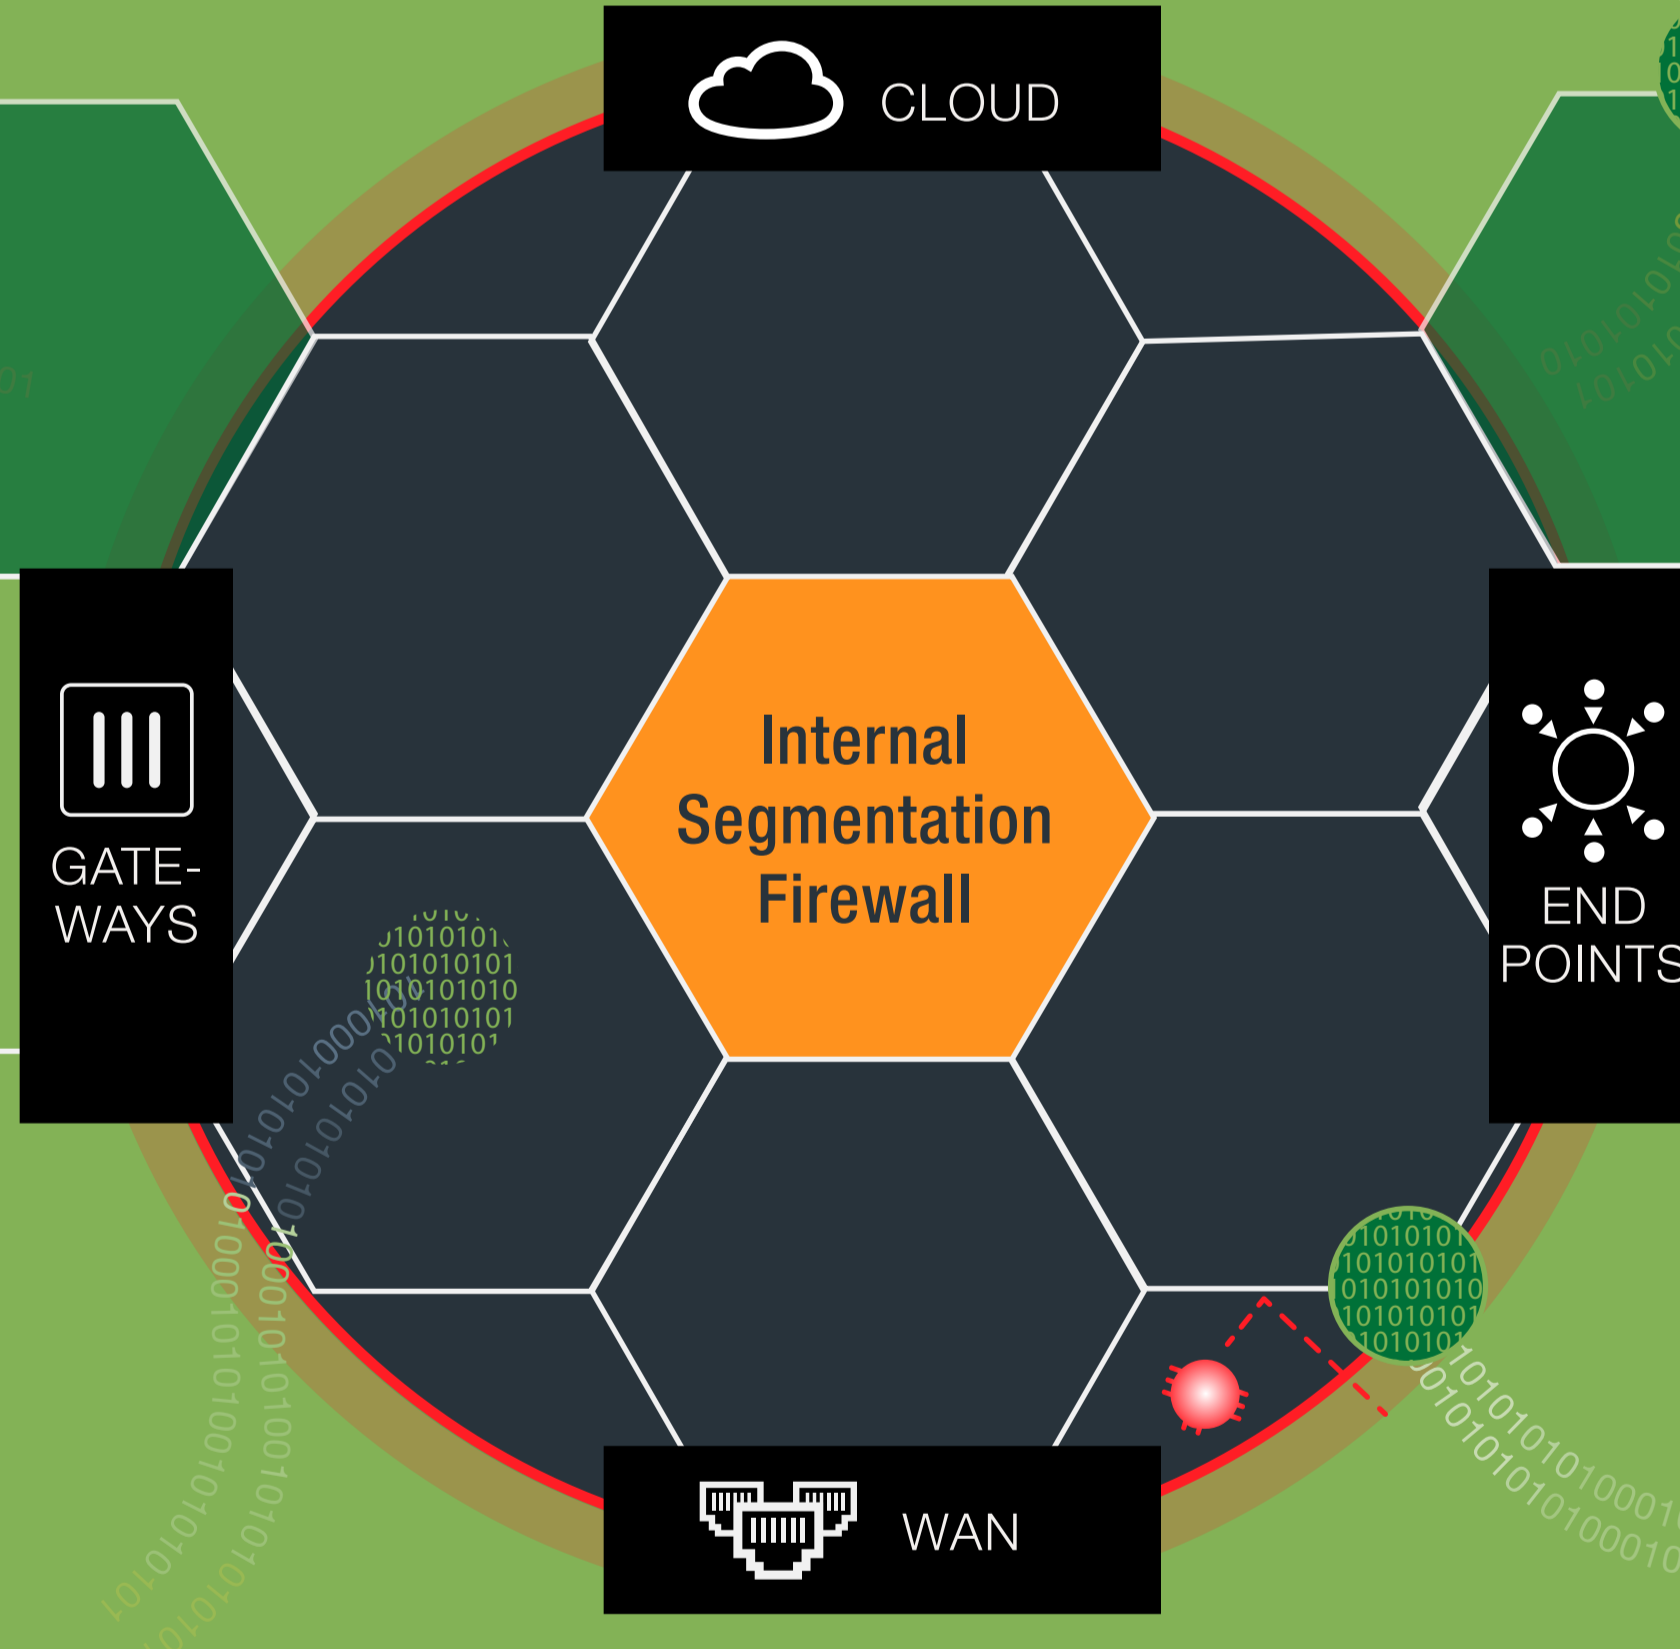 CLOUD
Internal
Segmentation
Firewall
GATE-
WAYS
END
POINTS
WAN